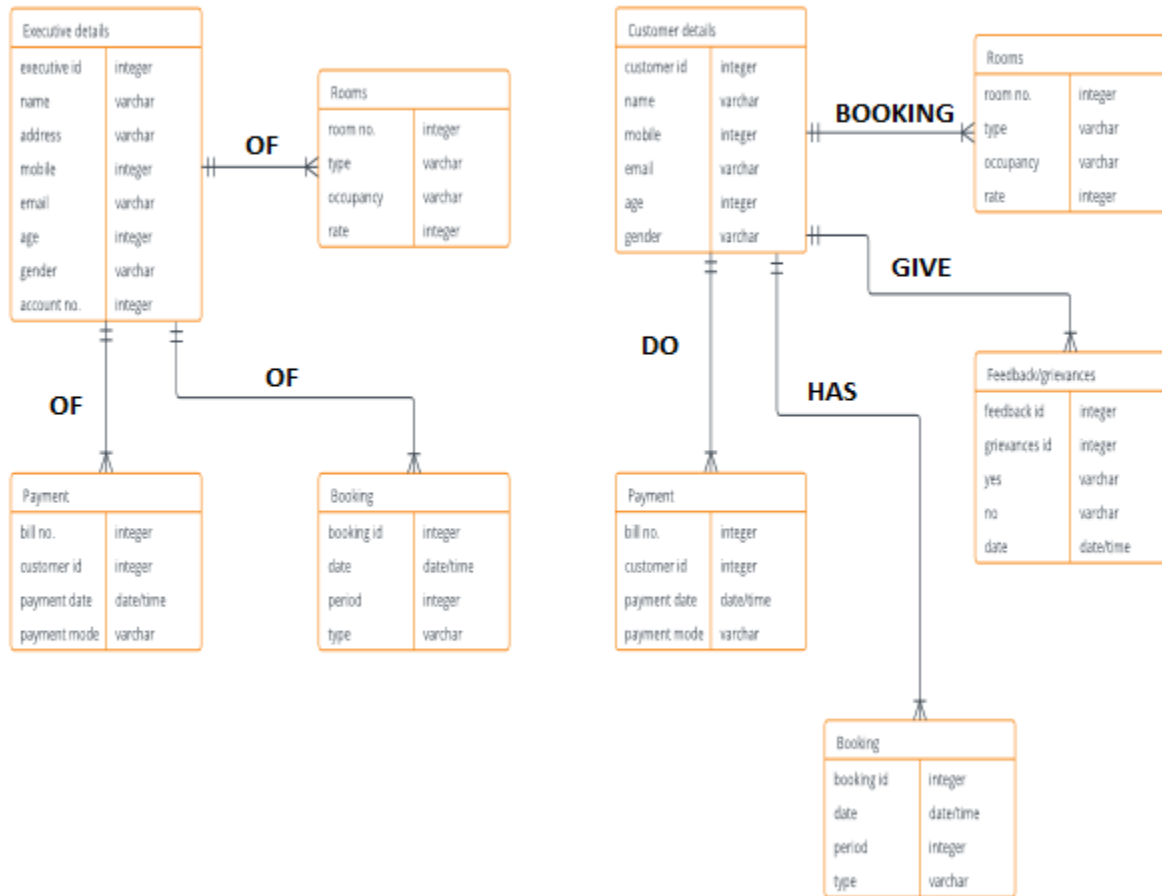 Executive details
executive id integer
name varchar
address varchar
mobile integer
email varchar
age integer
gender varchar
account no. integer
OF
Rooms
room no. integer
type varchar
occupancy varchar
rate integer
OF
OF
Payment
bill no. integer
customer id integer
payment date date/time
payment mode varchar
Booking
booking id integer
date date/time
period integer
type varchar
Customer details
customer id integer
name varchar
mobile integer
email varchar
age integer
gender varchar
BOOKING
Rooms
room no. integer
type varchar
occupancy varchar
rate integer
GIVE
DO
HAS
Feedback/grievances
feedback id integer
grievances id integer
yes varchar
no varchar
date date/time
Payment
bill no. integer
customer id integer
payment date date/time
payment mode varchar
Booking
booking id integer
date date/time
period integer
type varchar